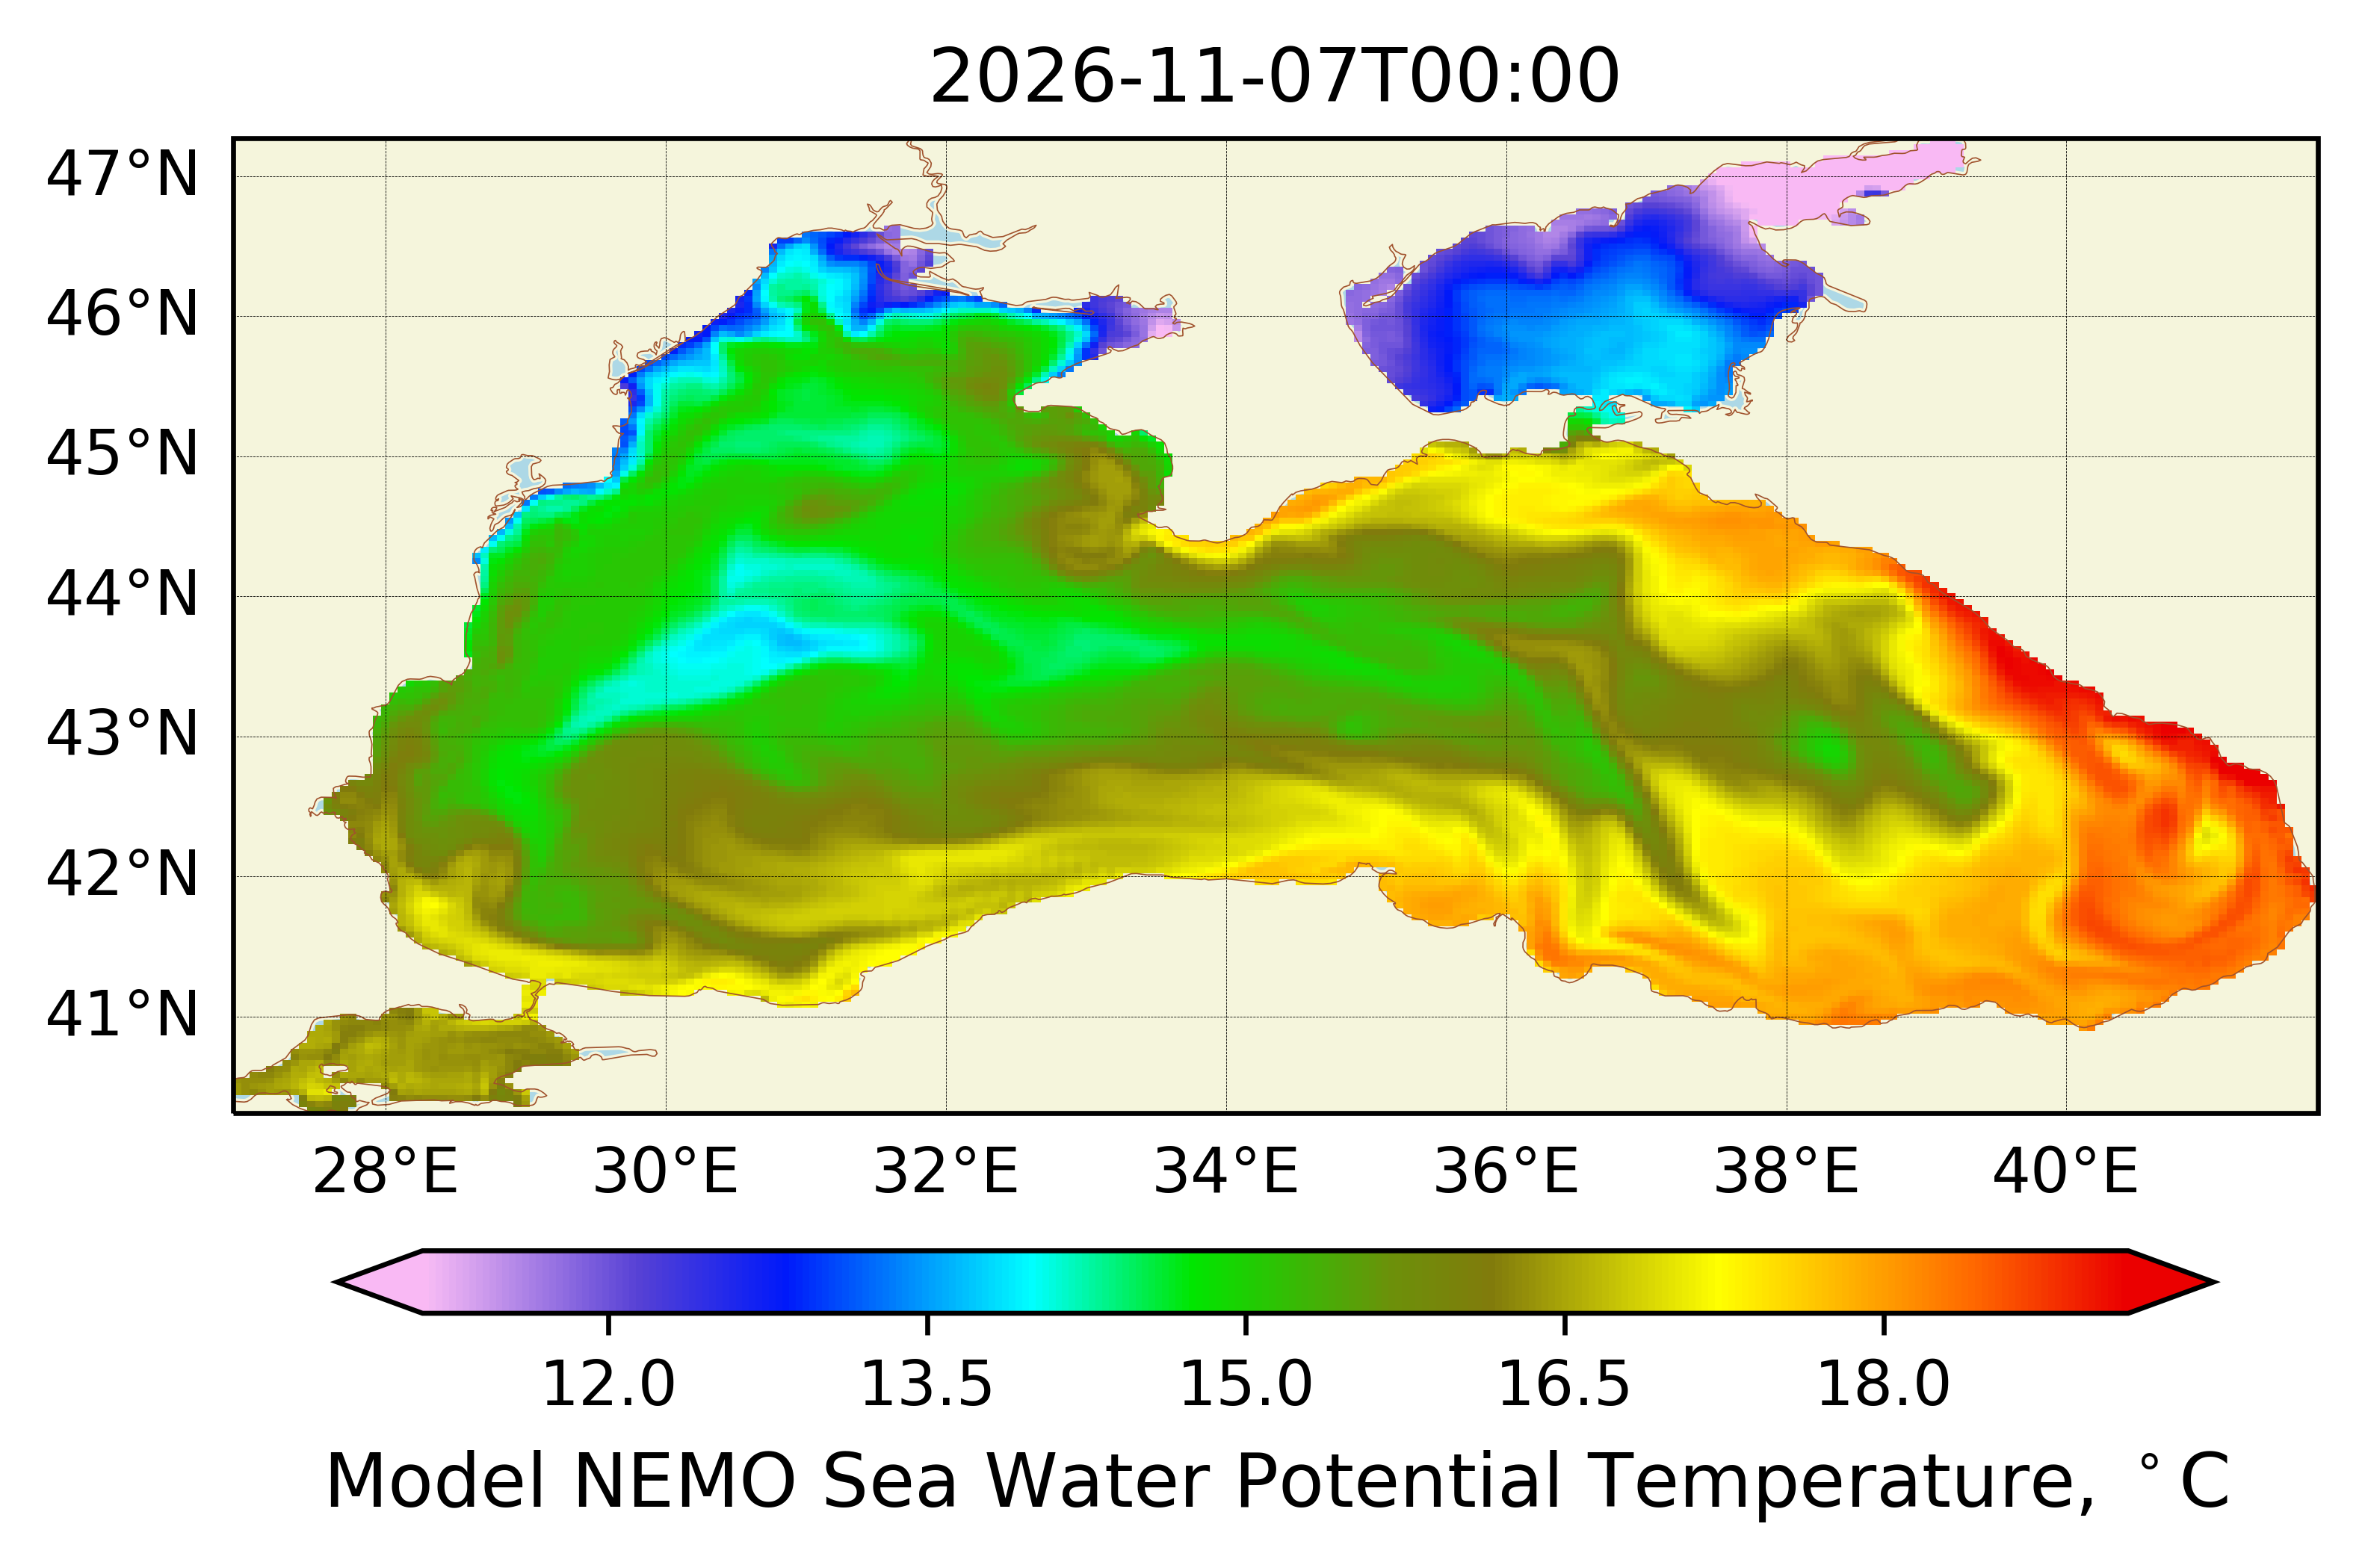 2026-11-07T00:00
47°N
46°N
45°N
44°N
43°N
42°N
41°N
28°E 30°E 32°E 34°E 36°E 38°E 40°E
12.0 13.5 15.0 16.5 18.0
Model NEMO Sea Water Potential Temperature, °C